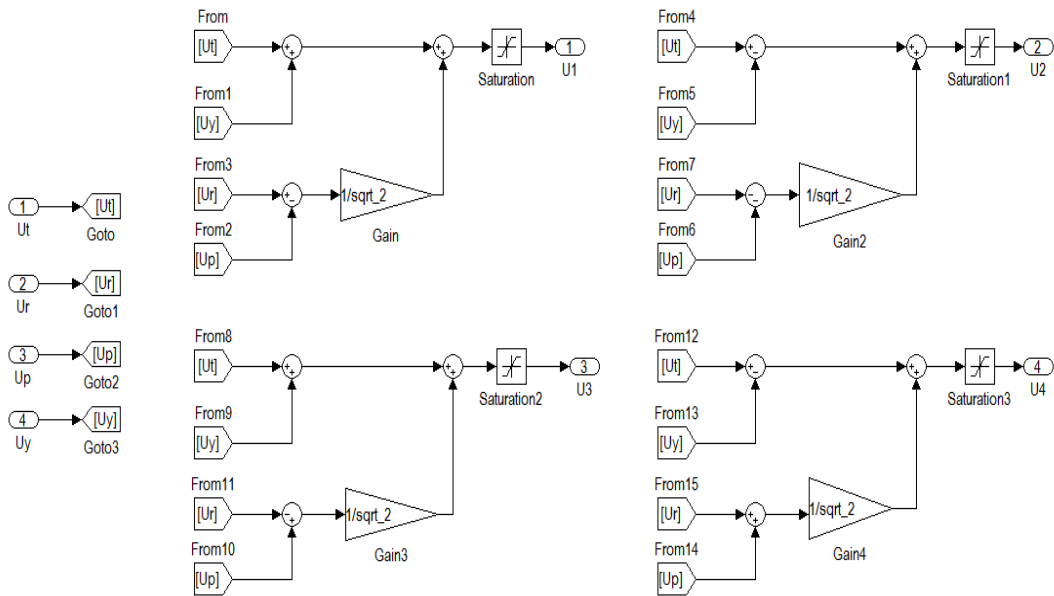 1
Ut
[Ut]
Goto
2
Ur
[Ur]
Goto1
3
Up
[Up]
Goto2
4
Uy
[Uy]
Goto3
From
[Ut]
From1
[Uy]
From3
[Ur]
From2
[Up]
1/sqrt_2
Gain
Saturation
1
U1
From4
[Ut]
From5
[Uy]
From7
[Ur]
From6
[Up]
1/sqrt_2
Gain2
Saturation1
2
U2
From8
[Ut]
From9
[Uy]
From11
[Ur]
From10
[Up]
1/sqrt_2
Gain3
Saturation2
3
U3
From12
[Ut]
From13
[Uy]
From15
[Ur]
From14
[Up]
1/sqrt_2
Gain4
Saturation3
4
U4